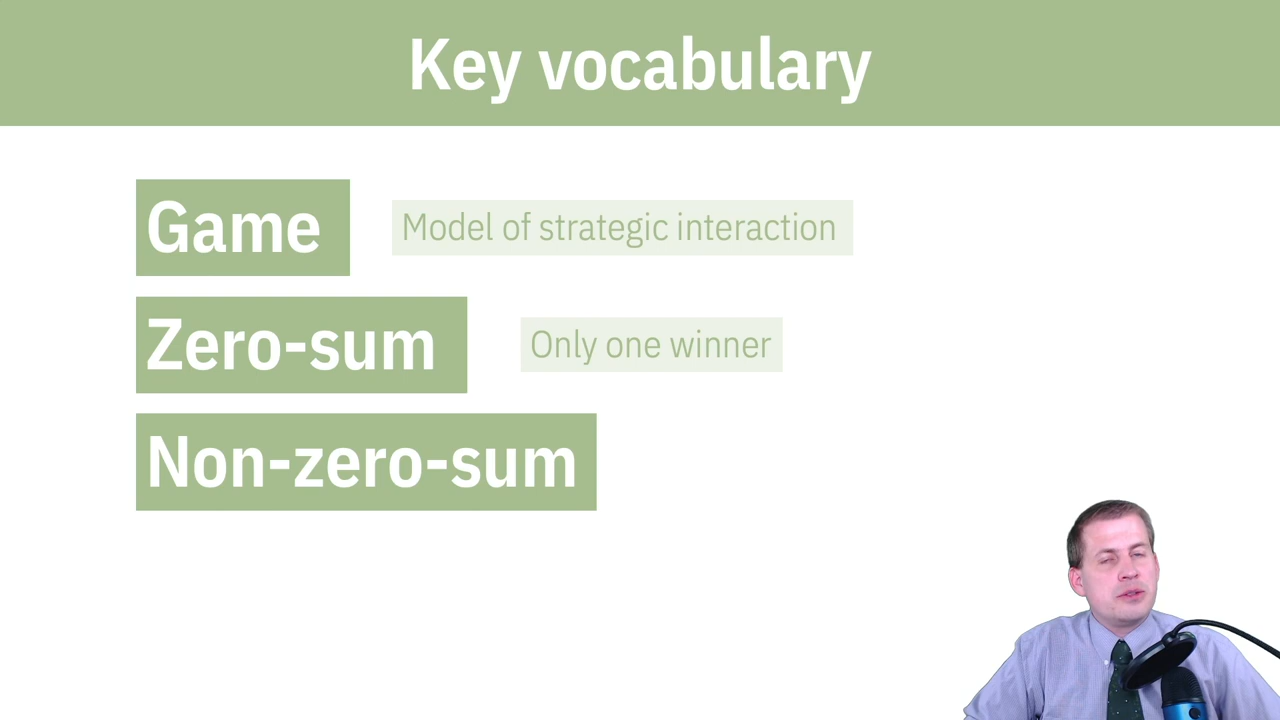 Key vocabulary
Game
Model of strategic interaction
Zero-sum
Only one winner
Non-zero-sum